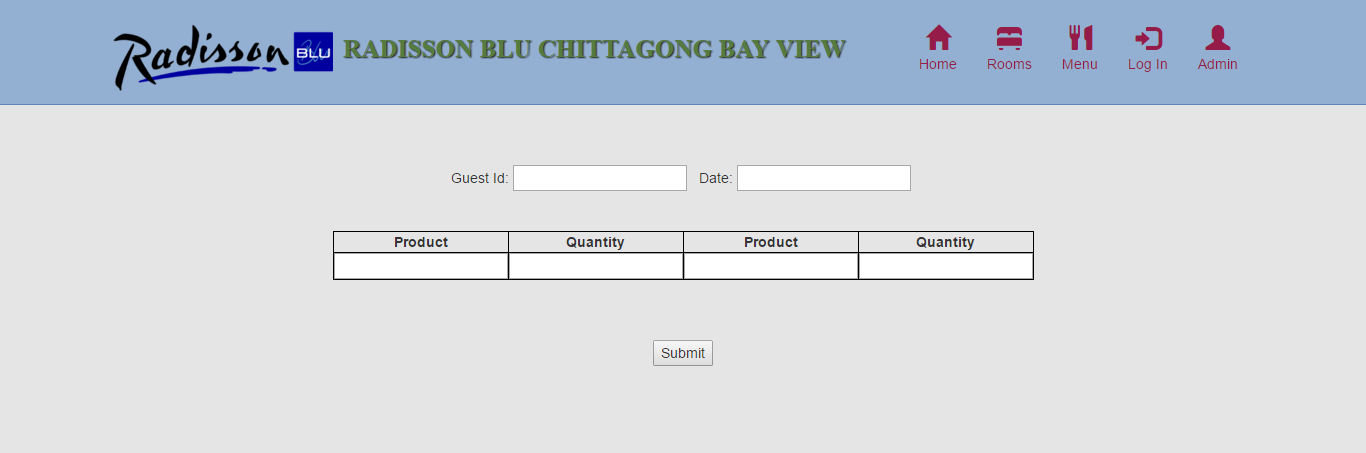 Radisson BLU RADISSON BLU CHITTAGONG BAY VIEW
Home Rooms Menu Log In Admin
Guest Id: Date:
Product Quantity Product Quantity
Submit